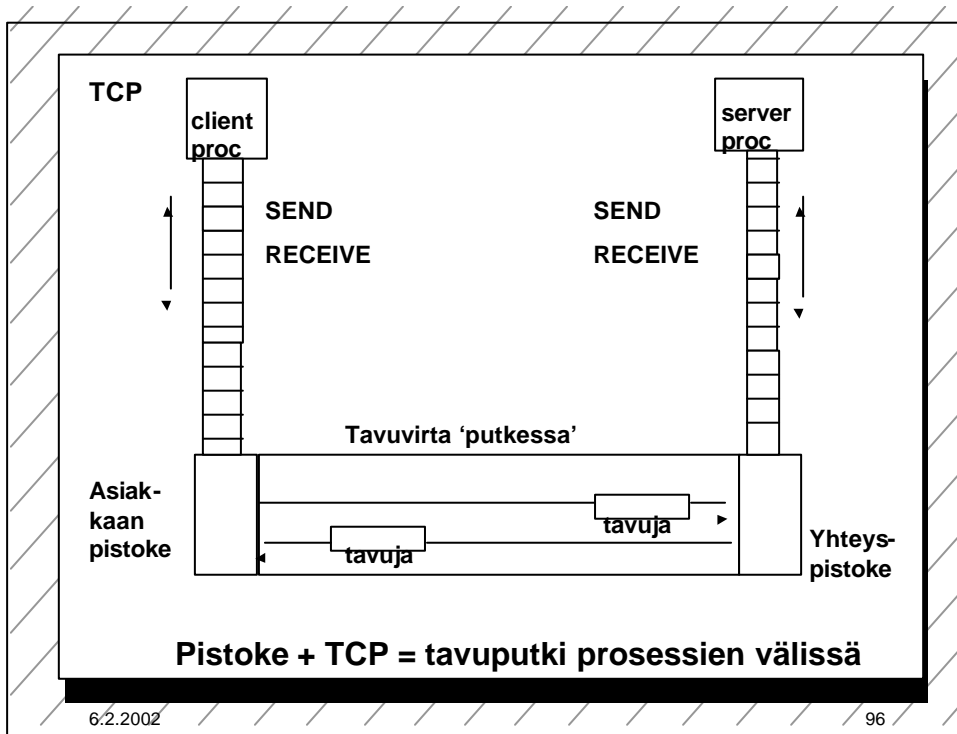 TCP
client
proc
server
proc
SEND
RECEIVE
SEND
RECEIVE
Tavuvirta ‘putkessa’
Asiak-
kaan
pistoke
tavuja
tavuja
Yhteys-
pistoke
Pistoke + TCP = tavuputki prosessien välissä
6.2.2002
96